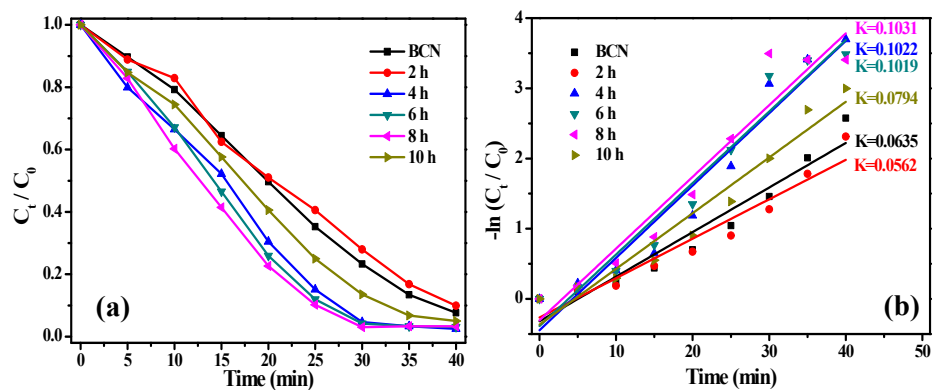 1.0
0.8
0.6
0.4
0.2
0.0
C_t / C_0
BCN
2 h
4 h
6 h
8 h
10 h
(a)
0 5 10 15 20 25 30 35 40
Time (min)
4
3
2
1
0
-ln (C_t / C_0)
BCN
2 h
4 h
6 h
8 h
10 h
K=0.1031
K=0.1022
K=0.1019
K=0.0794
K=0.0635
K=0.0562
(b)
0 10 20 30 40 50
Time (min)